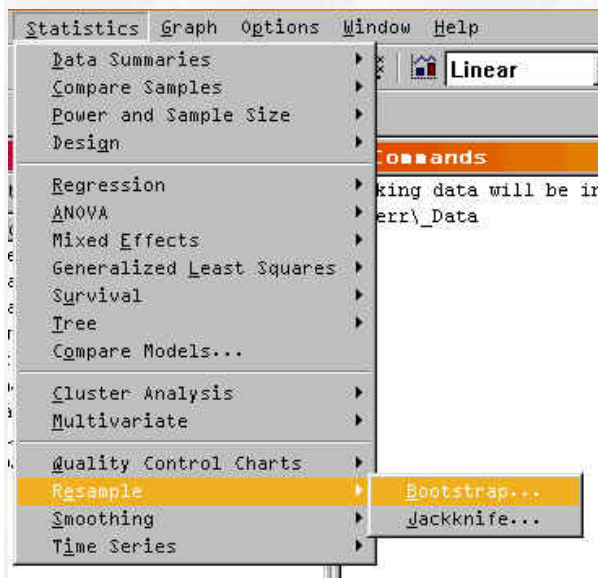 Statistics Graph Options Window Help
Data Summaries
Compare Samples
Power and Sample Size
Design
Regression
ANOVA
Mixed Effects
Generalized Least Squares
Survival
Tree
Compare Models...
Cluster Analysis
Multivariate
Quality Control Charts
Resample
Smoothing
Time Series
Bootstrap...
Jackknife...
Linear
Commands
king data will be in
err\_Data